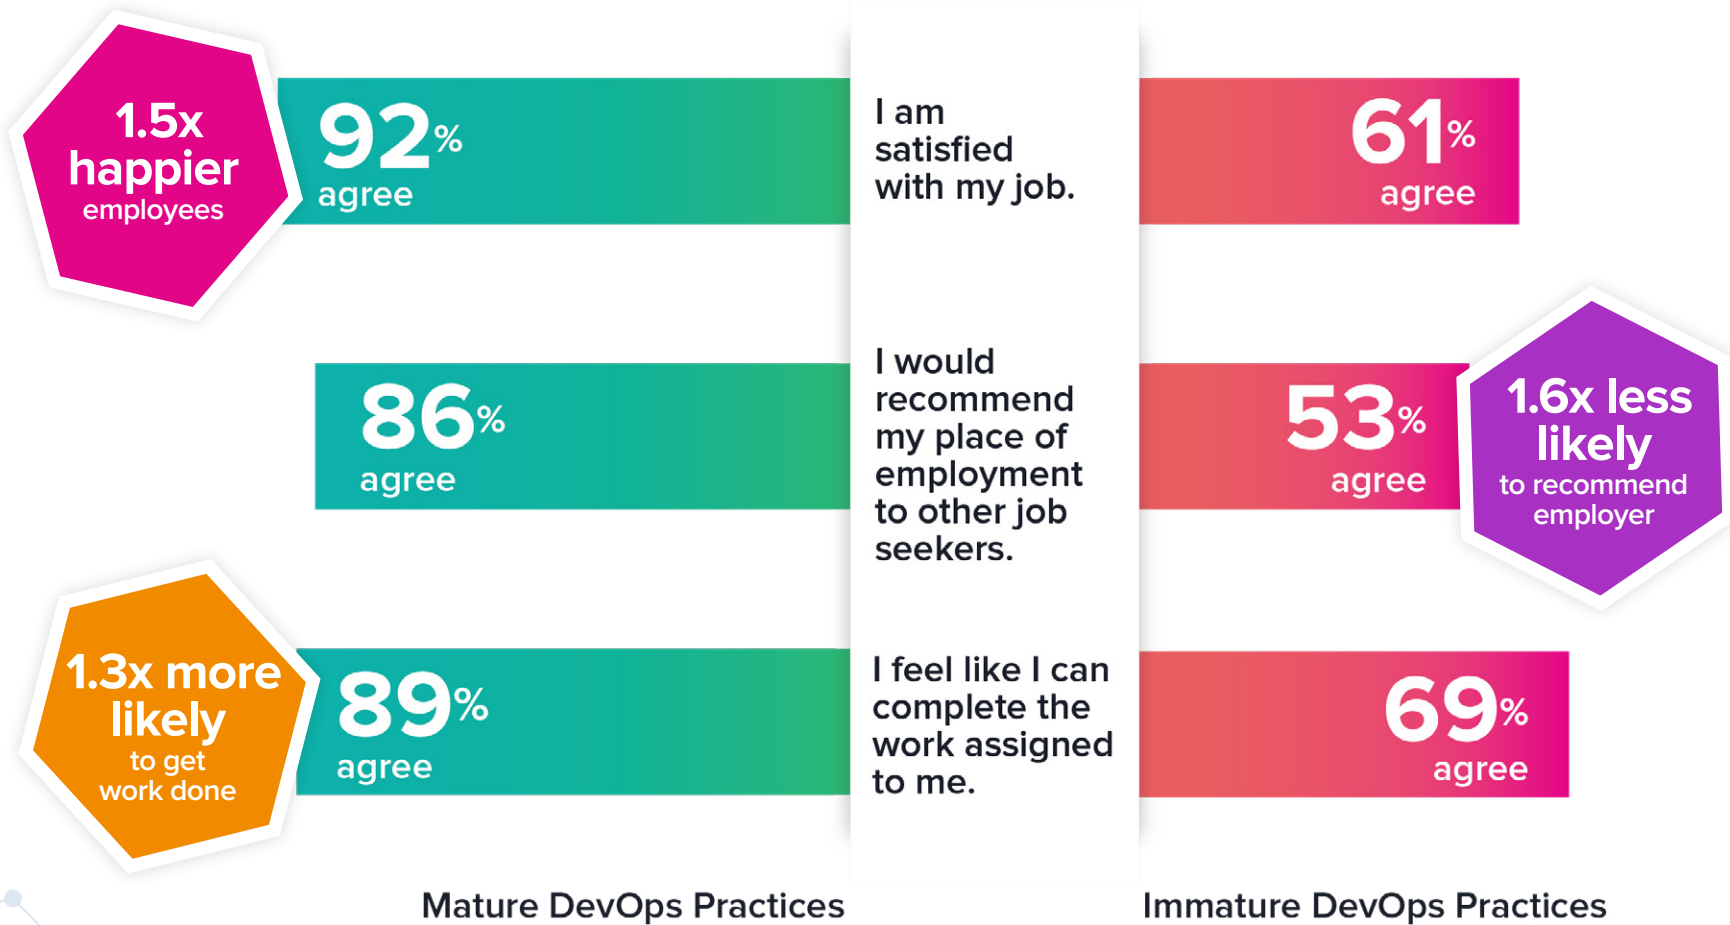 1.5x
happier
employees
92%
agree
I am
satisfied
with my job.
61%
agree
86%
agree
I would
recommend
my place of
employment
to other job
seekers.
53%
agree
1.6x less
likely
to recommend
employer
1.3x more
likely
to get
work done
89%
agree
I feel like I can
complete the
work assigned
to me.
69%
agree
Mature DevOps Practices
Immature DevOps Practices